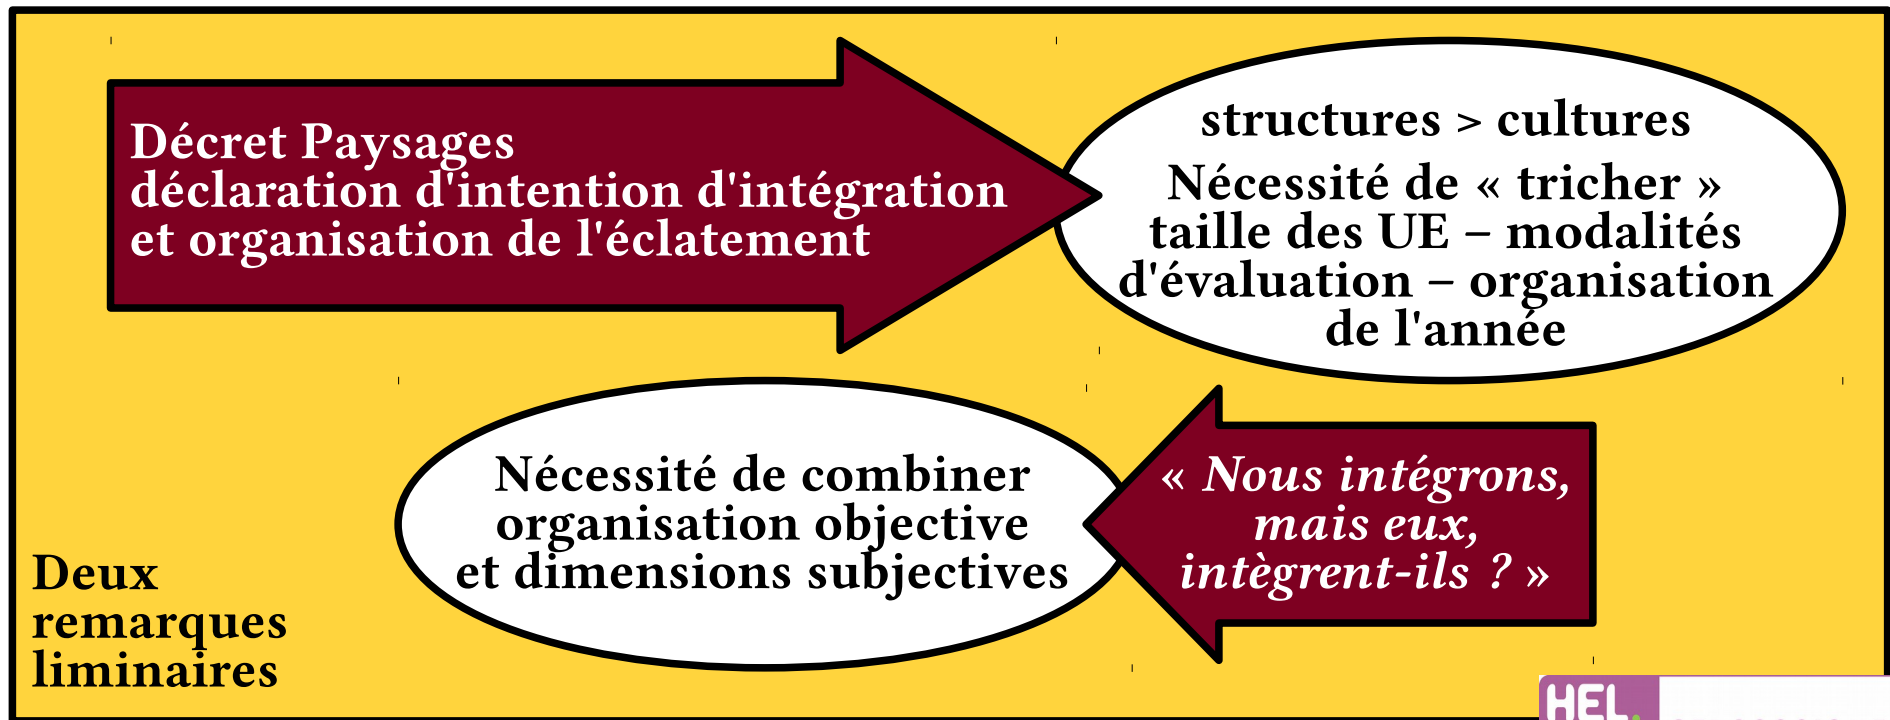 Décret Paysages
déclaration d'intention d'intégration
et organisation de l'éclatement
structures > cultures
Nécessité de « tricher »
taille des UE – modalités
d'évaluation – organisation
de l'année
Nécessité de combiner
organisation objective
et dimensions subjectives
« Nous intégrons,
mais eux,
intègrent-ils ? »
Deux
remarques
liminaires
HEL.